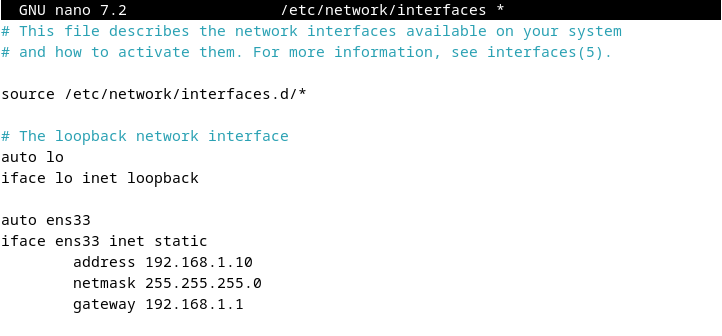 GNU nano 7.2 /etc/network/interfaces *
# This file describes the network interfaces available on your system
# and how to activate them. For more information, see interfaces(5).
source /etc/network/interfaces.d/*
# The loopback network interface
auto lo
iface lo inet loopback
auto ens33
iface ens33 inet static
address 192.168.1.10
netmask 255.255.255.0
gateway 192.168.1.1